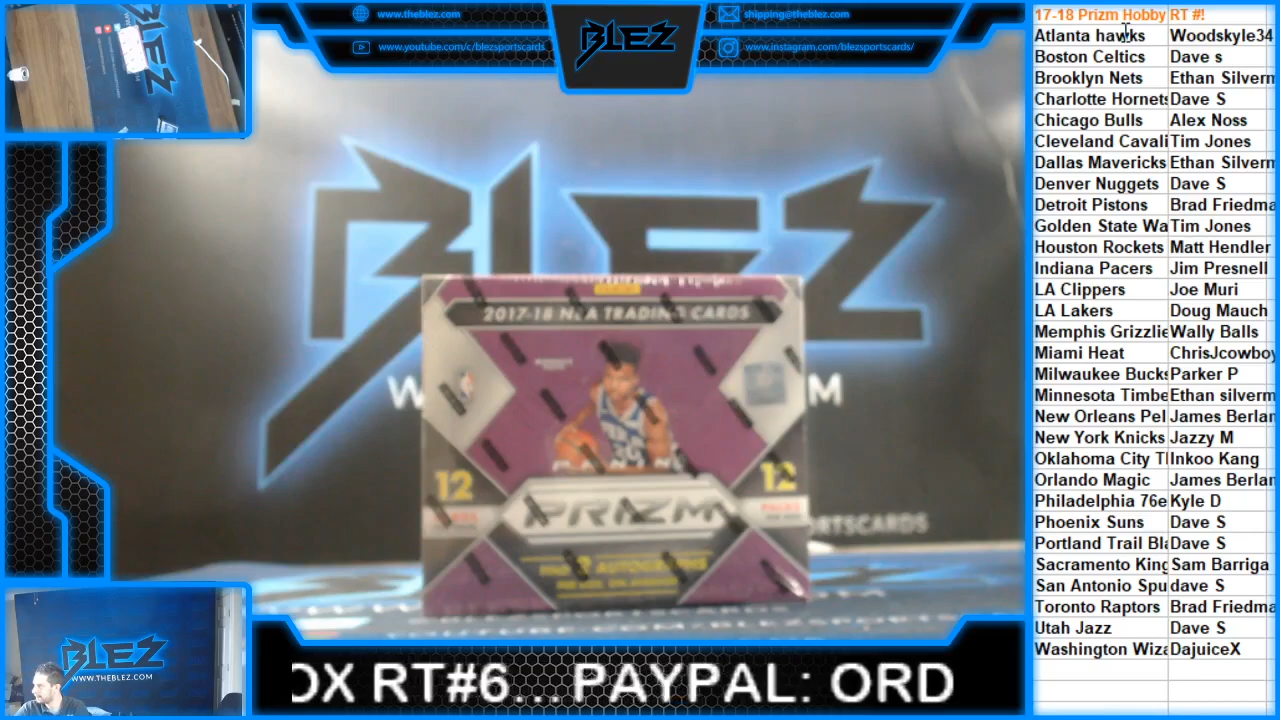 www.theblez.com
shipping@theblez.com
www.youtube.com/c/blezsportscards
www.instagram.com/blezsportscards/
BLEZ
BLEZ
2017-18 NBA TRADING CARDS
PANINI
12
12
PRIZM
AUTOGRAPHS
BLEZ
WWW.THEBLEZ.COM
OX RT#6... PAYPAL: ORD
17-18 Prizm Hobby RT #!
Atlanta hawks Woodskyle34
Boston Celtics Dave s
Brooklyn Nets Ethan Silverm
Charlotte Hornets Dave S
Chicago Bulls Alex Noss
Cleveland Cavali Tim Jones
Dallas Mavericks Ethan Silverm
Denver Nuggets Dave S
Detroit Pistons Brad Friedma
Golden State Wa Tim Jones
Houston Rockets Matt Hendler
Indiana Pacers Jim Presnell
LA Clippers Joe Muri
LA Lakers Doug Mauch
Memphis Grizzlie Wally Balls
Miami Heat ChrisJcowboy
Milwaukee Bucks Parker P
Minnesota Timbe Ethan silverm
New Orleans Pel James Berlan
New York Knicks Jazzy M
Oklahoma City Tl Inkoo Kang
Orlando Magic James Berlan
Philadelphia 76e Kyle D
Phoenix Suns Dave S
Portland Trail Bla Dave S
Sacramento King Sam Barriga
San Antonio Spu dave S
Toronto Raptors Brad Friedma
Utah Jazz Dave S
Washington Wiza DajuiceX